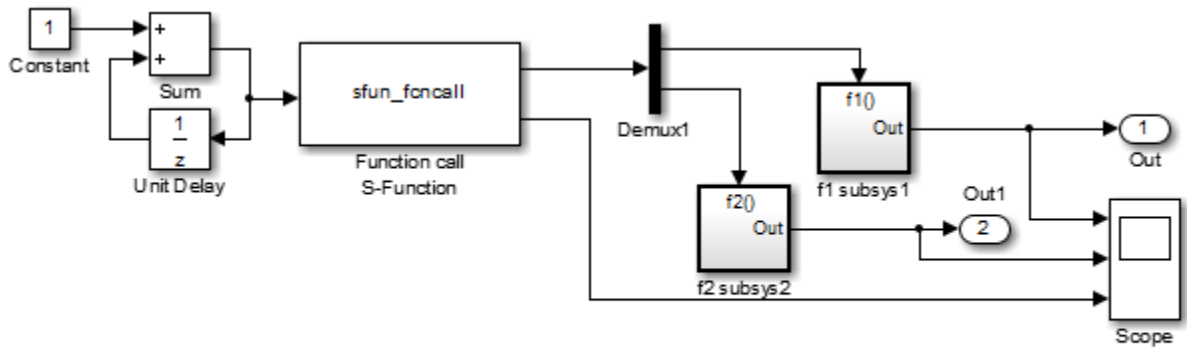 1
Constant
+
+
Sum
1
z
Unit Delay
sfun_fcncall
Function call
S-Function
Demux1
f1()
Out
f1 subsys1
f2()
Out
f2 subsys2
1
Out
Out1
2
Scope